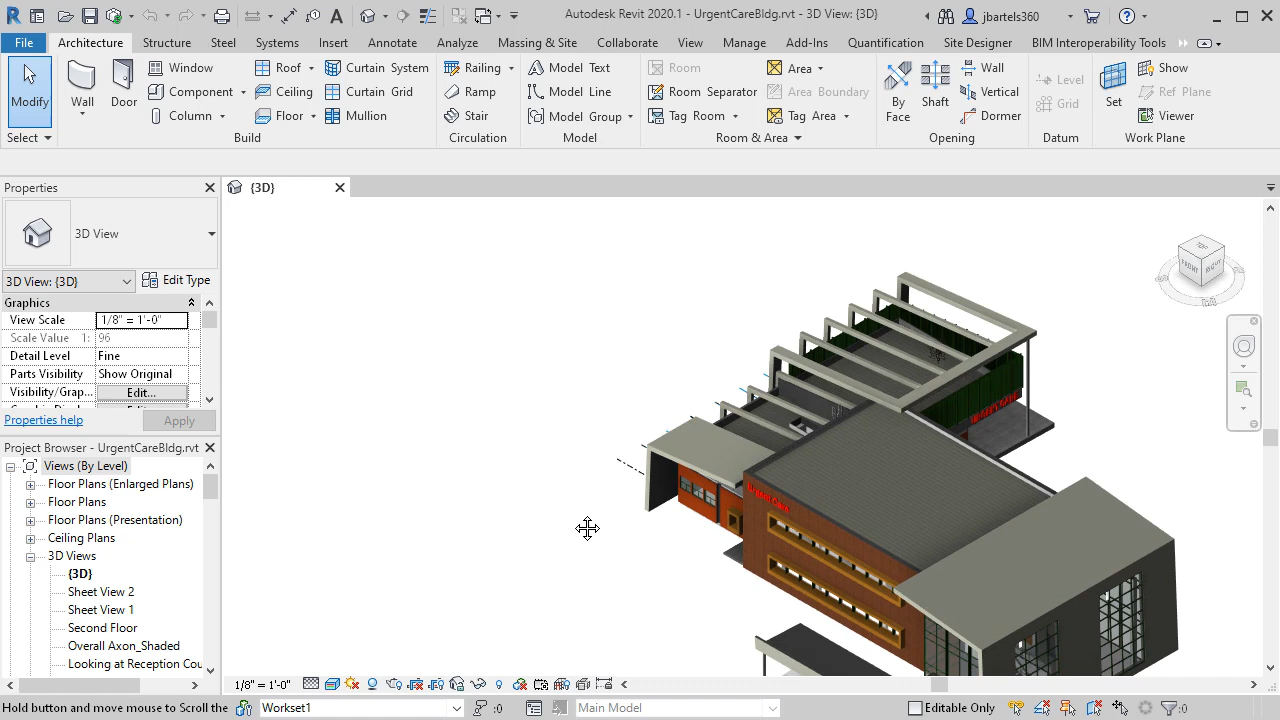 Autodesk Revit 2020.1 - UrgentCareBldg.rvt - 3D View: {3D}
jbartels360
File Architecture Structure Steel Systems Insert Annotate Analyze Massing & Site Collaborate View Manage Add-Ins Quantification Site Designer BIM Interoperability Tools
Window Roof Curtain System Railing Model Text Room Area Wall Level Show
Modify Wall Door Component Ceiling Curtain Grid Ramp Model Line Room Separator Area Boundary By Face Shaft Vertical Grid Set Ref Plane
Column Floor Mullion Stair Model Group Tag Room Tag Area Dormer Viewer
Select Build Circulation Model Room & Area Opening Datum Work Plane
Properties
{3D}
3D View
3D View: {3D} Edit Type
Graphics
View Scale 1/8" = 1'-0"
Scale Value 1: 96
Detail Level Fine
Parts Visibility Show Original
Visibility/Grap... Edit...
Properties help Apply
Project Browser - UrgentCareBldg.rvt
Views (By Level)
Floor Plans (Enlarged Plans)
Floor Plans
Floor Plans (Presentation)
Ceiling Plans
3D Views
{3D}
Sheet View 2
Sheet View 1
Second Floor
Overall Axon_Shaded
Looking at Reception Cou
TOP
FRONT RIGHT
Urgent Care
1/8" = 1'-0"
Hold button and move mouse to Scroll the Workset1 :0 Main Model Editable Only :0